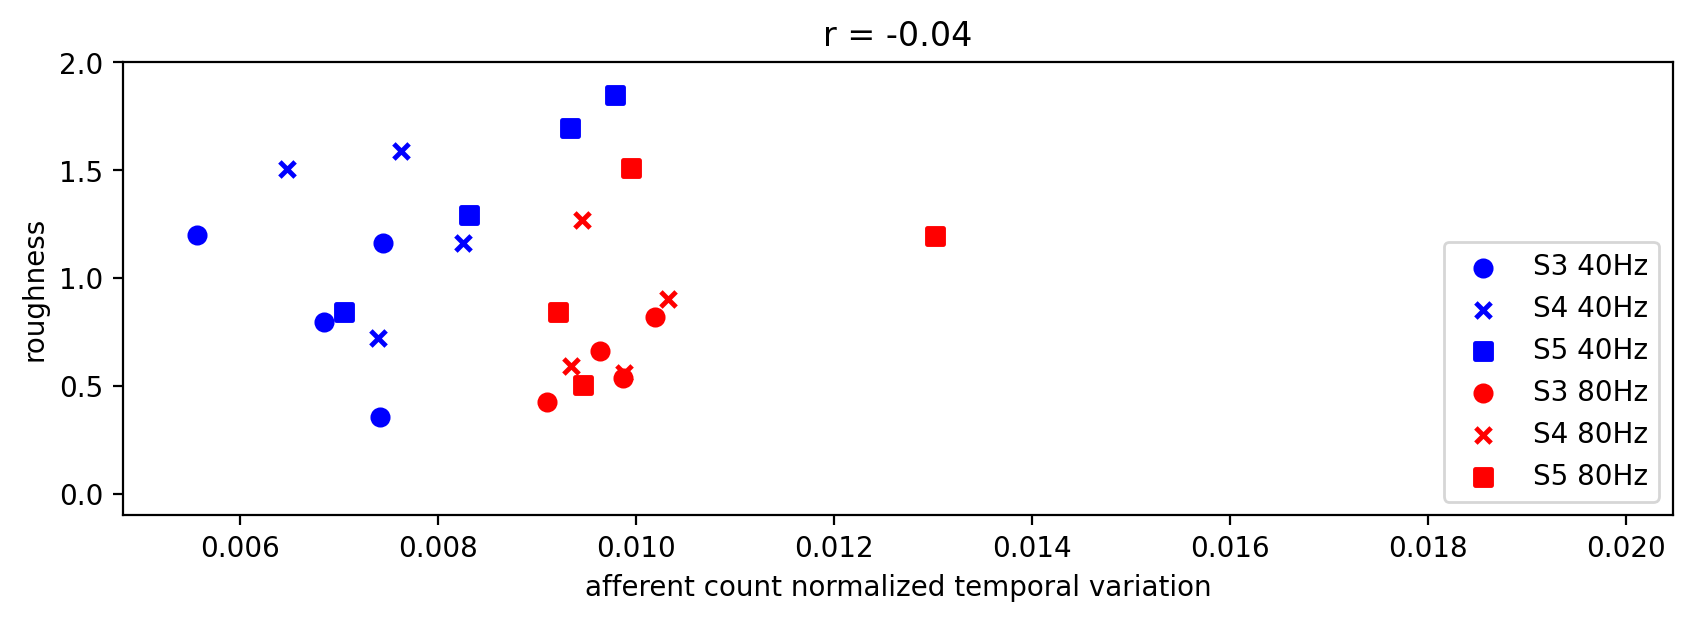 r = -0.04
2.0
1.5
1.0
0.5
0.0
roughness
S3 40Hz
S4 40Hz
S5 40Hz
S3 80Hz
S4 80Hz
S5 80Hz
0.006 0.008 0.010 0.012 0.014 0.016 0.018 0.020
afferent count normalized temporal variation